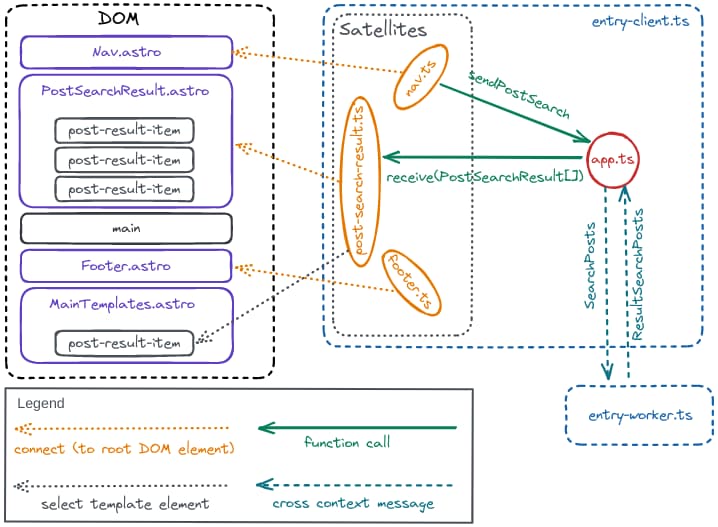 DOM
Nav.astro
PostSearchResult.astro
post-result-item
post-result-item
post-result-item
main
Footer.astro
MainTemplates.astro
post-result-item
entry-client.ts
Satellites
nav.ts
post-search-result.ts
footer.ts
sendPostSearch
app.ts
receive(PostSearchResult[])
SearchPosts
ResultSearchPosts
entry-worker.ts
Legend
connect (to root DOM element)
function call
select template element
cross context message